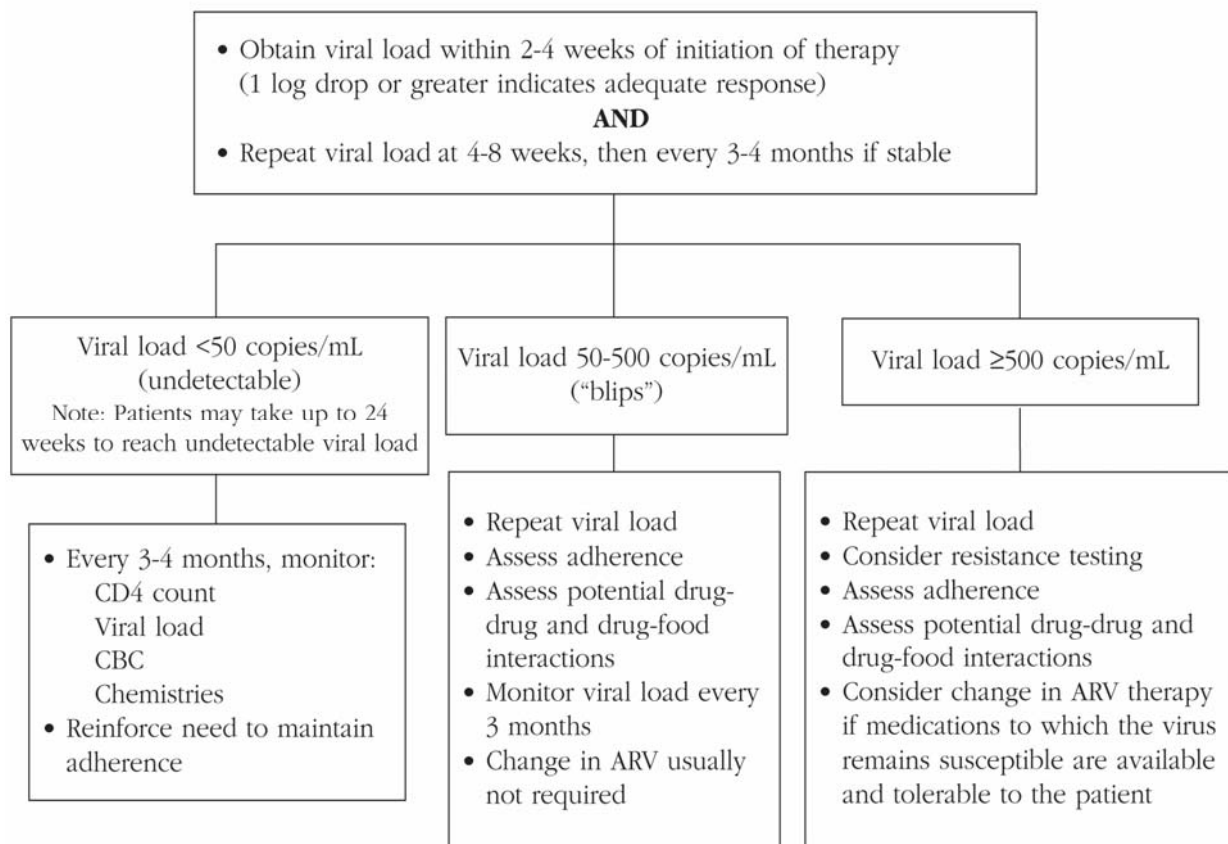 • Obtain viral load within 2-4 weeks of initiation of therapy
(1 log drop or greater indicates adequate response)
AND
• Repeat viral load at 4-8 weeks, then every 3-4 months if stable
Viral load <50 copies/mL
(undetectable)
Note: Patients may take up to 24
weeks to reach undetectable viral load
• Every 3-4 months, monitor:
CD4 count
Viral load
CBC
Chemistries
• Reinforce need to maintain
adherence
Viral load 50-500 copies/mL
(“blips”)
• Repeat viral load
• Assess adherence
• Assess potential drug-
drug and drug-food
interactions
• Monitor viral load every
3 months
• Change in ARV usually
not required
Viral load ≥500 copies/mL
• Repeat viral load
• Consider resistance testing
• Assess adherence
• Assess potential drug-drug and
drug-food interactions
• Consider change in ARV therapy
if medications to which the virus
remains susceptible are available
and tolerable to the patient